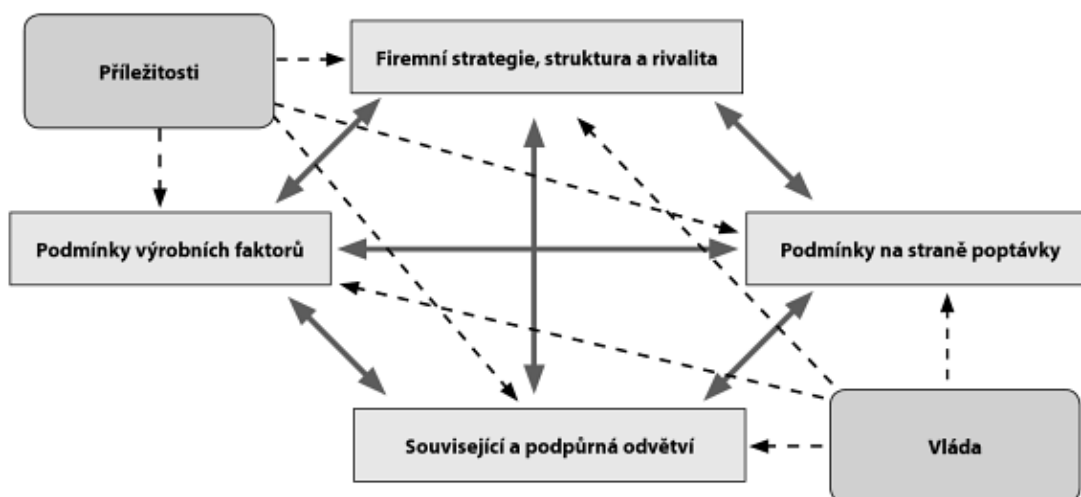 Příležitosti
Firemní strategie, struktura a rivalita
Podmínky výrobních faktorů
Podmínky na straně poptávky
Související a podpůrná odvětví
Vláda